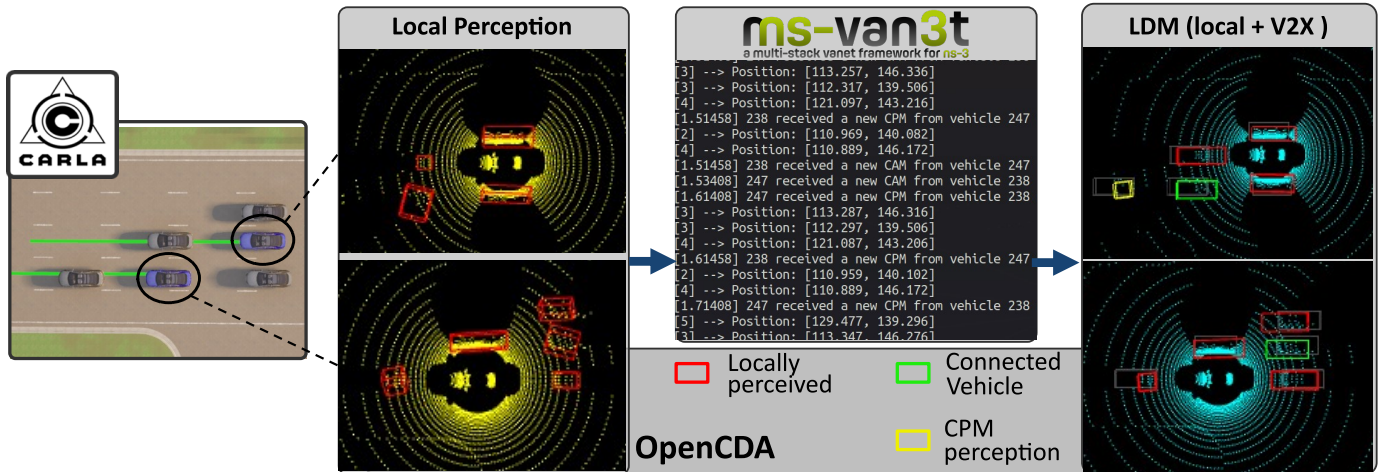 CARLA
Local Perception
ms-van3t
a multi-stack vanet framework for ns-3
[3] --> Position: [113.257, 146.336]
[3] --> Position: [112.317, 139.506]
[4] --> Position: [121.097, 143.216]
[1.51458] 238 received a new CPM from vehicle 247
[2] --> Position: [110.969, 140.082]
[4] --> Position: [110.889, 146.172]
[1.51458] 238 received a new CAM from vehicle 247
[1.53408] 247 received a new CAM from vehicle 238
[1.61408] 247 received a new CPM from vehicle 238
[3] --> Position: [113.287, 146.316]
[3] --> Position: [112.297, 139.506]
[4] --> Position: [121.087, 143.206]
[1.61458] 238 received a new CPM from vehicle 247
[2] --> Position: [110.959, 140.102]
[4] --> Position: [110.889, 146.172]
[1.71408] 247 received a new CPM from vehicle 238
[5] --> Position: [129.477, 139.296]
[3] --> Position: [113.347, 146.276]
LDM (local + V2X )
Locally
perceived
Connected
Vehicle
CPM
perception
OpenCDA